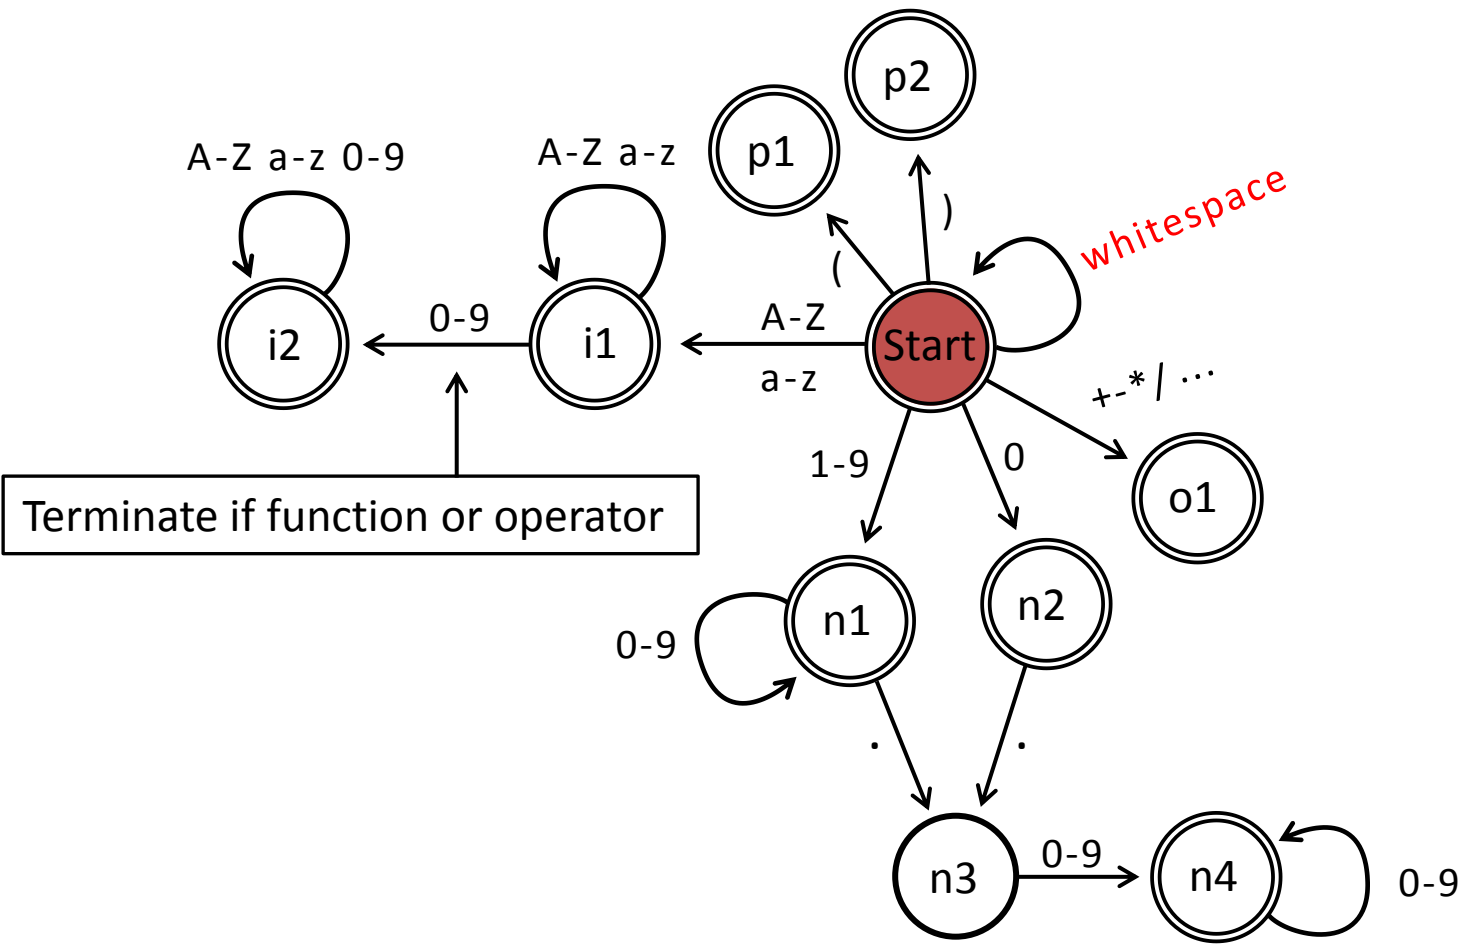 p2
p1
A-Z a-z 0-9
A-Z a-z
whitespace
)
(
i2
0-9
i1
A-Z
a-z
Start
+-*/ ...
1-9
0
o1
Terminate if function or operator
n1
n2
0-9
.
.
n3
0-9
n4
0-9